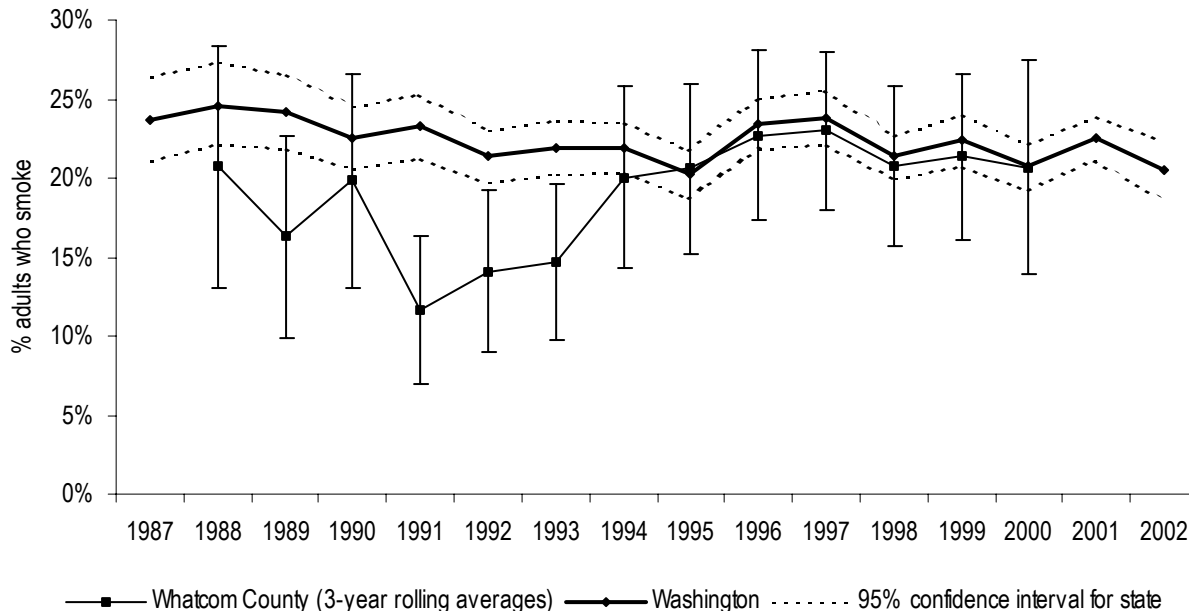 30%
25%
20%
15%
10%
5%
0%
% adults who smoke
1987 1988 1989 1990 1991 1992 1993 1994 1995 1996 1997 1998 1999 2000 2001 2002
Whatcom County (3-year rolling averages) Washington 95% confidence interval for state